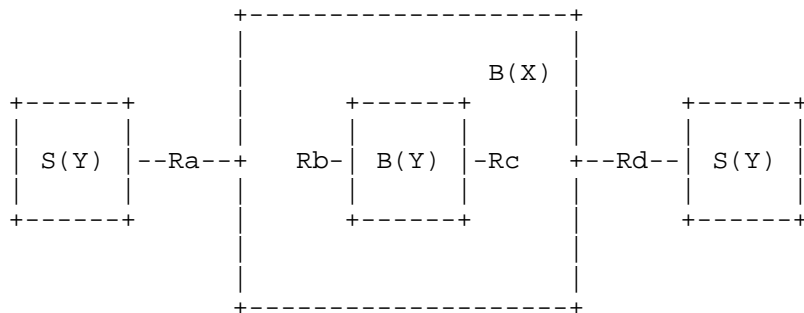 B(X)
S(Y) --Ra--+ Rb- B(Y) -Rc +--Rd-- S(Y)